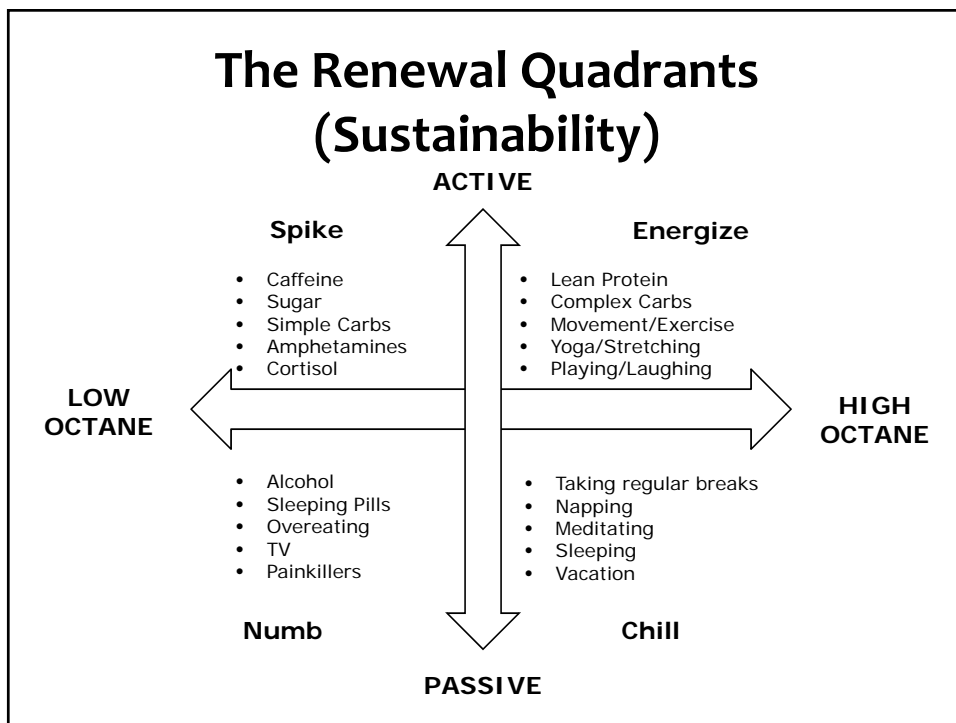 The Renewal Quadrants
(Sustainability)
ACTIVE
Spike
• Caffeine
• Sugar
• Simple Carbs
• Amphetamines
• Cortisol
Energize
• Lean Protein
• Complex Carbs
• Movement/Exercise
• Yoga/Stretching
• Playing/Laughing
LOW
OCTANE
HIGH
OCTANE
• Alcohol
• Sleeping Pills
• Overeating
• TV
• Painkillers
Numb
• Taking regular breaks
• Napping
• Meditating
• Sleeping
• Vacation
Chill
PASSIVE